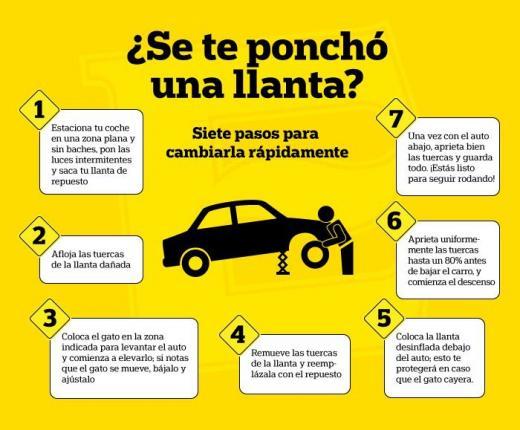 ¿Se te ponchó
una llanta?
Siete pasos para
cambiarla rápidamente
1
Estaciona tu coche
en una zona plana y
sin baches, pon las
luces intermitentes
y saca tu llanta de
repuesto
2
Afloja las tuercas
de la llanta dañada
3
Coloca el gato en la zona
indicada para levantar el auto
y comienza a elevarlo; si notas
que el gato se mueve, bájalo y
ajústalo
4
Remueve las tuercas
de la llanta y reemp-
lázala con el repuesto
5
Coloca la llanta
desinflada debajo
del auto; esto te
protegerá en caso
que el gato cayera.
6
Aprieta uniforme-
mente las tuercas
hasta un 80% antes
de bajar el carro, y
comienza el descenso
7
Una vez con el auto
abajo, aprieta bien
las tuercas y guarda
todo. ¡Estás listo
para seguir rodando!